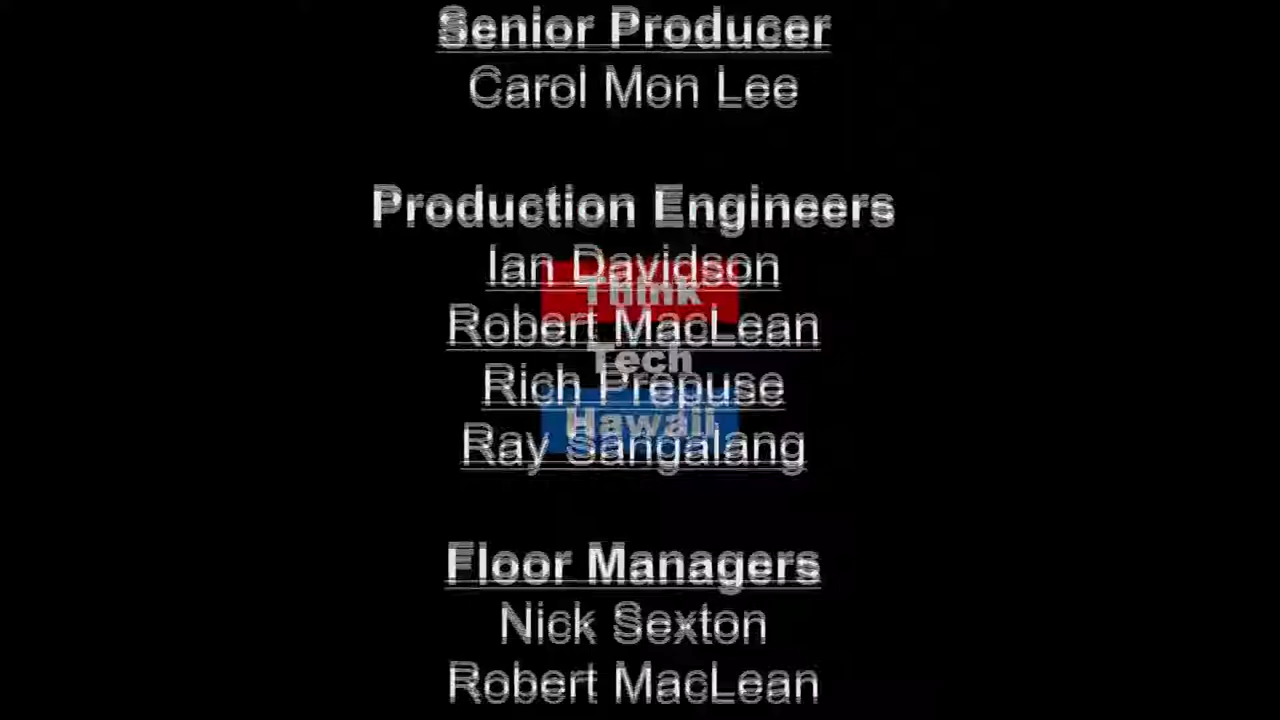 Senior Producer
Carol Mon Lee
Production Engineers
Ian Davidson
Think
Robert MacLean
Tech
Rich Prepuse
Hawaii
Ray Sangalang
Floor Managers
Nick Sexton
Robert MacLean